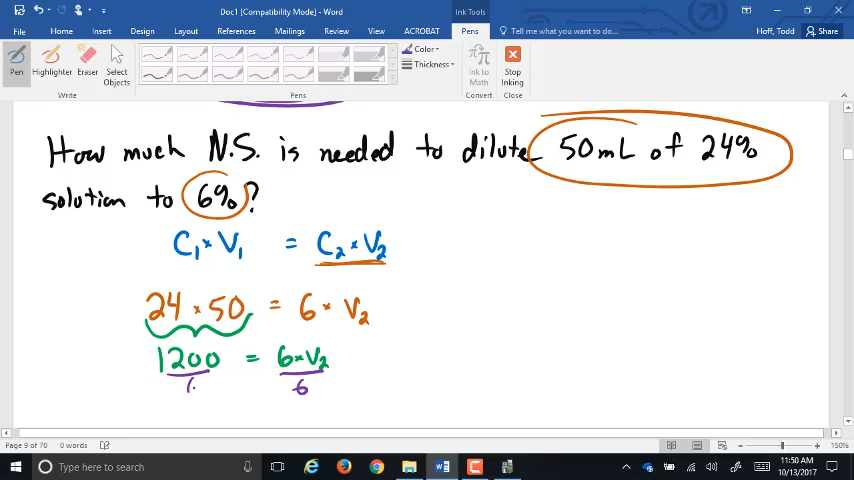 Doc1 [Compatibility Mode] - Word
Ink Tools
File Home Insert Design Layout References Mailings Review View ACROBAT Pens Tell me what you want to do... Hoff, Todd Share
Pen Highlighter Eraser Select Objects Color Thickness Ink to Math Stop Inking
Write Pens Convert Close
How much N.S. is needed to dilute 50mL of 24%
solution to 6%?
C₁ × V₁ = C₂ × V₂
24 × 50 = 6 × V₂
1200 = 6 × V₂
6
Page 9 of 70 0 words 150%
Type here to search 11:50 AM
10/13/2017